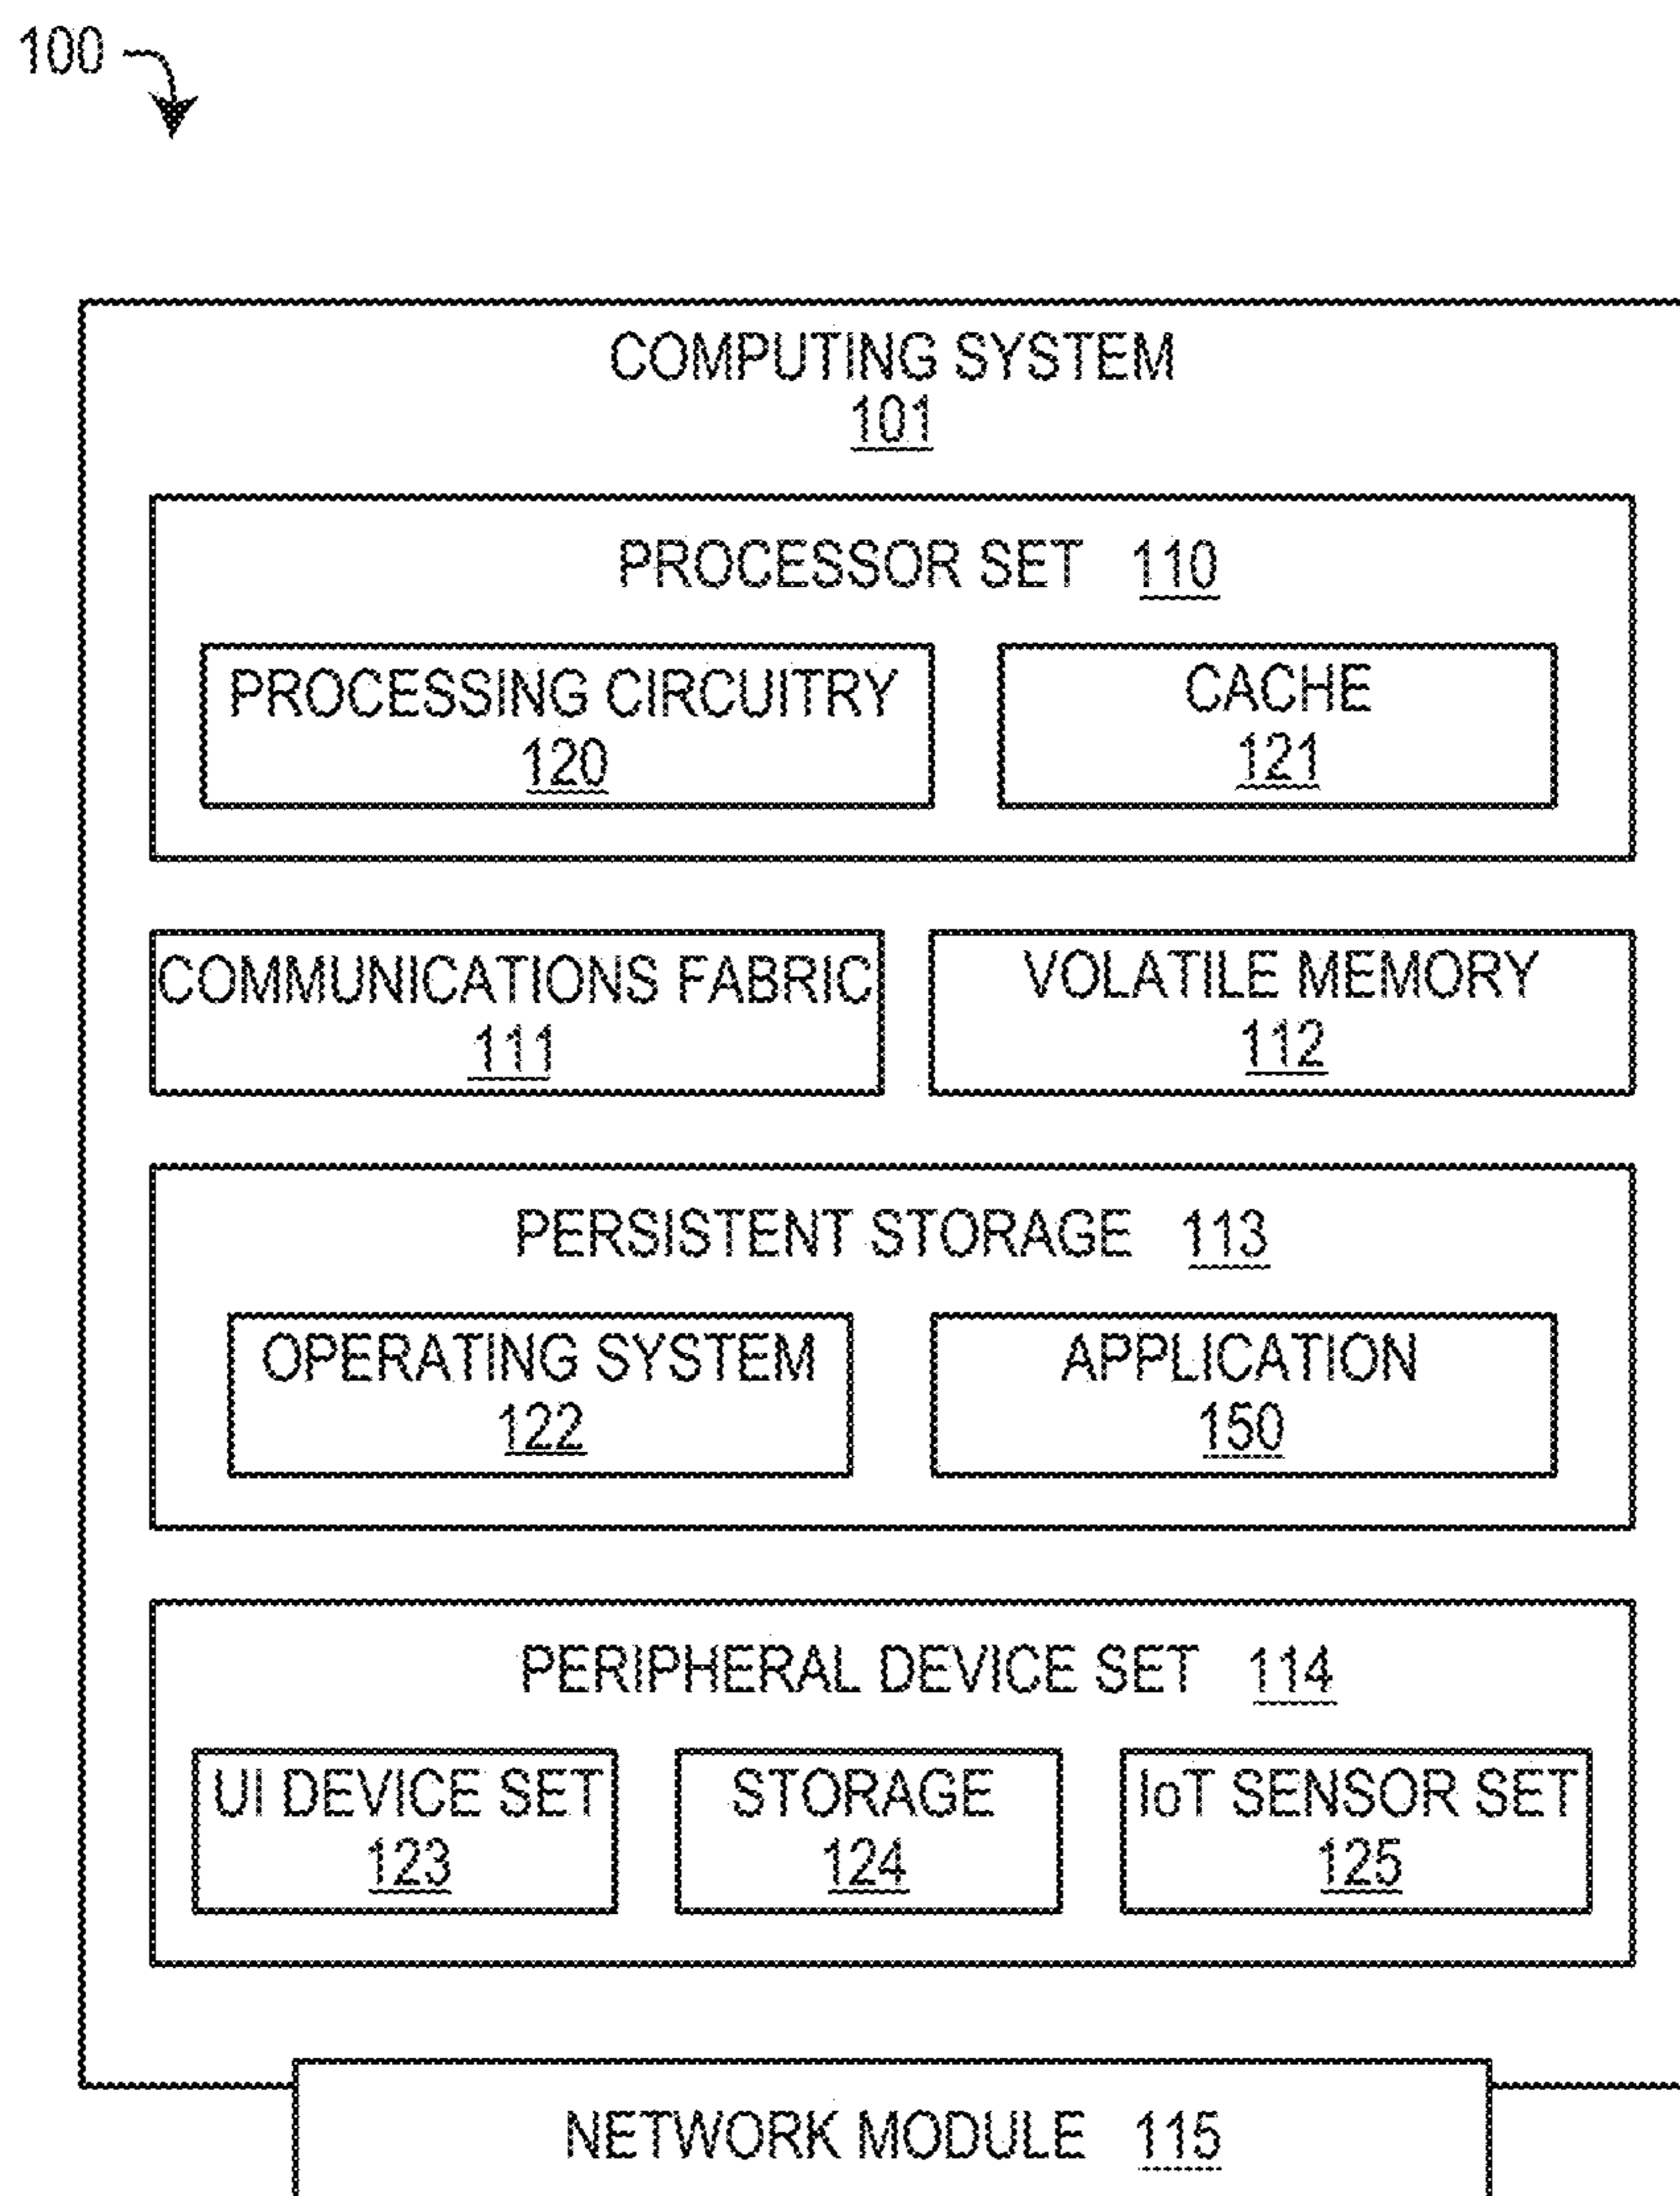 100
COMPUTING SYSTEM
101
PROCESSOR SET 110
PROCESSING CIRCUITRY
120
CACHE
121
COMMUNICATIONS FABRIC
111
VOLATILE MEMORY
112
PERSISTENT STORAGE 113
OPERATING SYSTEM
122
APPLICATION
150
PERIPHERAL DEVICE SET 114
UI DEVICE SET
123
STORAGE
124
IoT SENSOR SET
125
NETWORK MODULE 115